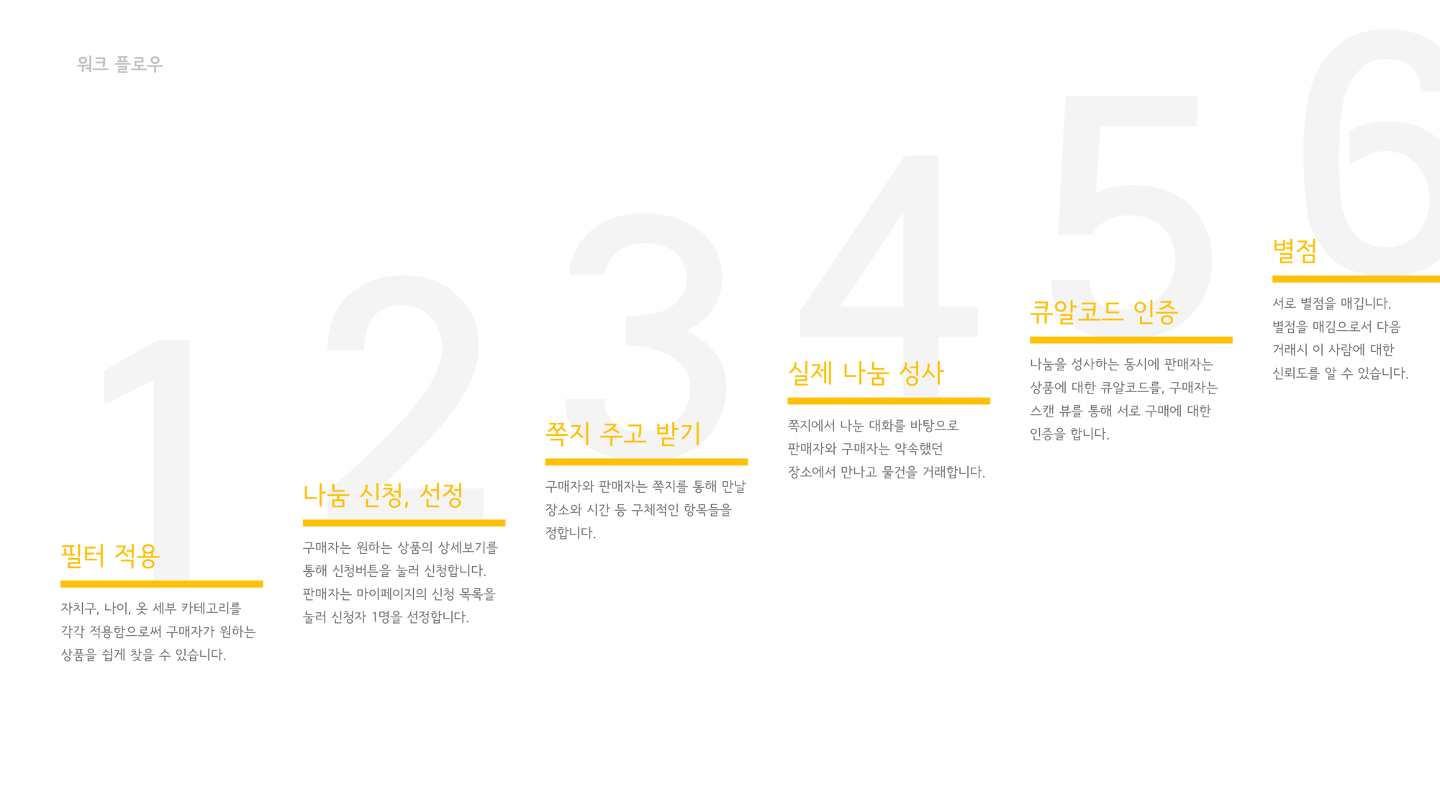 워크 플로우
1
필터 적용
자치구, 나이, 옷 세부 카테고리를
각각 적용함으로써 구매자가 원하는
상품을 쉽게 찾을 수 있습니다.
2
나눔 신청, 선정
구매자는 원하는 상품의 상세보기를
통해 신청버튼을 눌러 신청합니다.
판매자는 마이페이지의 신청 목록을
눌러 신청자 1명을 선정합니다.
3
쪽지 주고 받기
구매자와 판매자는 쪽지를 통해 만날
장소와 시간 등 구체적인 항목들을
정합니다.
4
실제 나눔 성사
쪽지에서 나눈 대화를 바탕으로
판매자와 구매자는 약속했던
장소에서 만나고 물건을 거래합니다.
5
큐알코드 인증
나눔을 성사하는 동시에 판매자는
상품에 대한 큐알코드를, 구매자는
스캔 뷰를 통해 서로 구매에 대한
인증을 합니다.
6
별점
서로 별점을 매깁니다.
별점을 매김으로서 다음
거래시 이 사람에 대한
신뢰도를 알 수 있습니다.